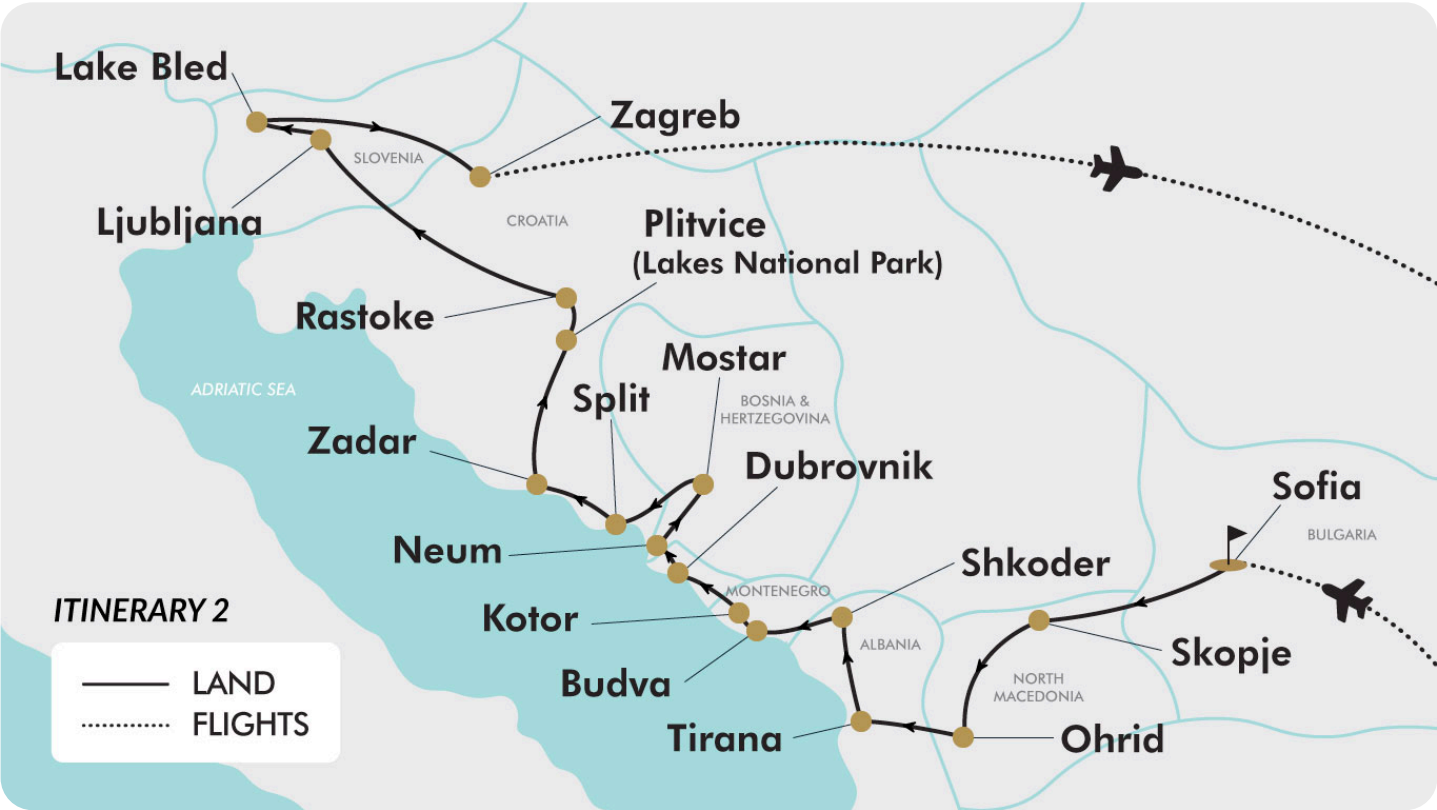 Lake Bled
Zagreb
SLOVENIA
Ljubljana
CROATIA
Plitvice
(Lakes National Park)
Rastoke
Mostar
ADRIATIC SEA
Split
BOSNIA &
HERTZEGOVINA
Zadar
Dubrovnik
Sofia
BULGARIA
Neum
Shkoder
MONTENEGRO
ITINERARY 2
Kotor
ALBANIA
Skopje
LAND
Budva
NORTH
MACEDONIA
FLIGHTS
Tirana
Ohrid